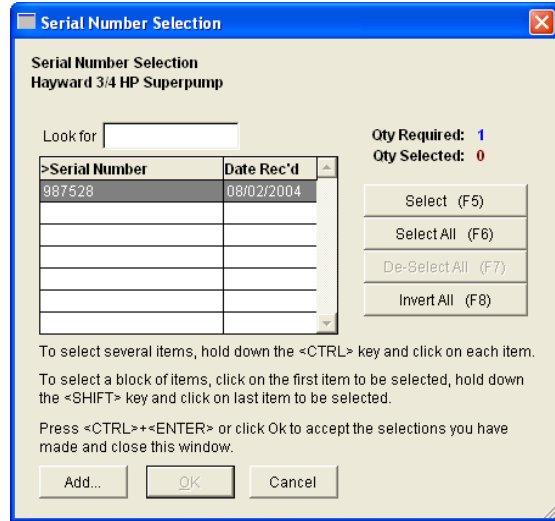 Serial Number Selection
Serial Number Selection
Hayward 3/4 HP Superpump
Look for
Qty Required: 1
Qty Selected: 0
>Serial Number Date Rec'd
987528 08/02/2004
Select (F5)
Select All (F6)
De-Select All (F7)
Invert All (F8)
To select several items, hold down the <CTRL> key and click on each item.
To select a block of items, click on the first item to be selected, hold down
the <SHIFT> key and click on last item to be selected.
Press <CTRL>+<ENTER> or click Ok to accept the selections you have
made and close this window.
Add... OK Cancel